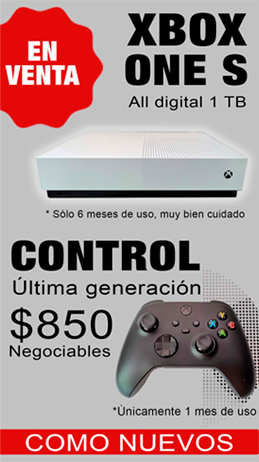 EN
VENTA
XBOX
ONE S
All digital 1 TB
* Sólo 6 meses de uso, muy bien cuidado
CONTROL
Última generación
$850
Negociables
*Únicamente 1 mes de uso
COMO NUEVOS